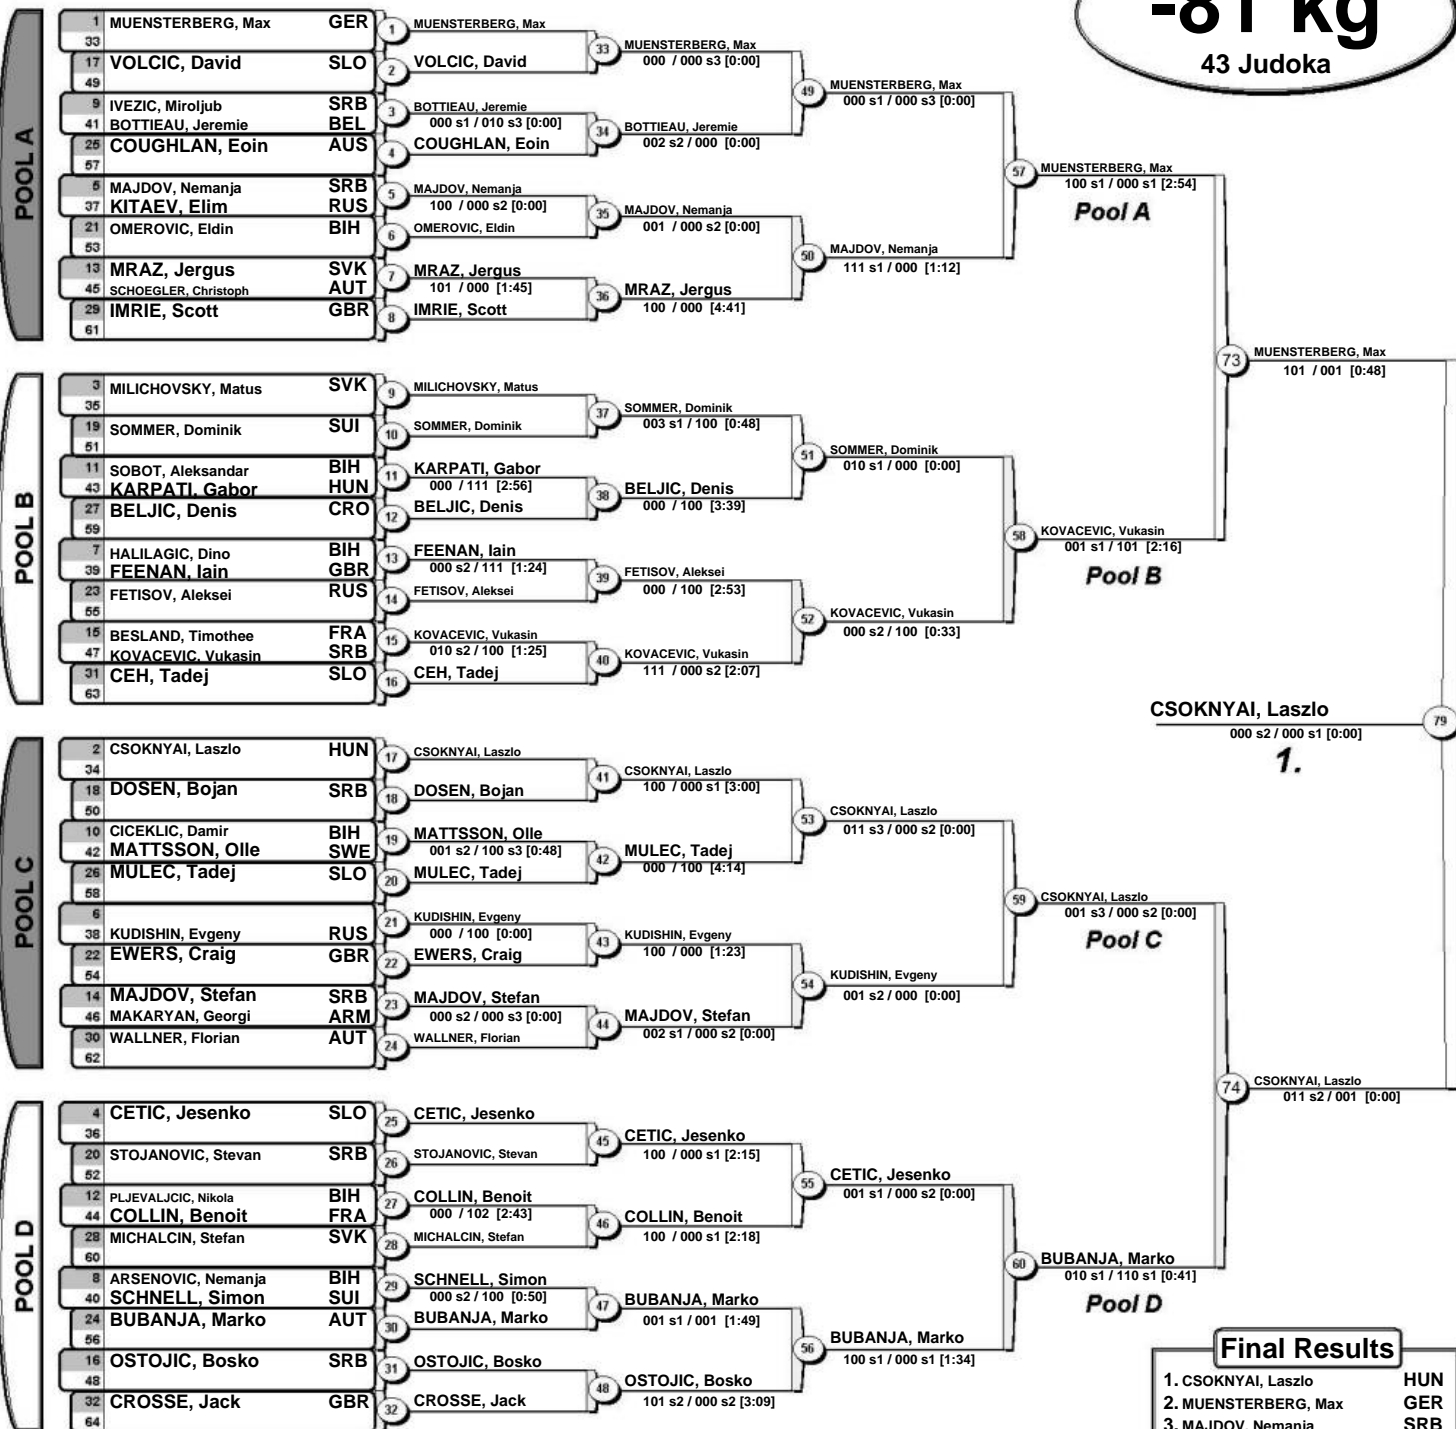 -81 kg
43 Judoka
POOL A
1 MUENSTERBERG, Max GER
33
17 VOLCIC, David SLO
49
9 IVEZIC, Miroljub SRB
41 BOTTIEAU, Jeremie BEL
25 COUGHLAN, Eoin AUS
57
5 MAJDOV, Nemanja SRB
37 KITAEV, Elim RUS
21 OMEROVIC, Eldin BIH
53
13 MRAZ, Jergus SVK
45 SCHOEGLER, Christoph AUT
29 IMRIE, Scott GBR
61
1 MUENSTERBERG, Max
2 VOLCIC, David
3 BOTTIEAU, Jeremie
000 s1 / 010 s3 [0:00]
4 COUGHLAN, Eoin
5 MAJDOV, Nemanja
100 / 000 s2 [0:00]
6 OMEROVIC, Eldin
7 MRAZ, Jergus
101 / 000 [1:45]
8 IMRIE, Scott
33 MUENSTERBERG, Max
000 / 000 s3 [0:00]
34 BOTTIEAU, Jeremie
002 s2 / 000 [0:00]
35 MAJDOV, Nemanja
001 / 000 s2 [0:00]
36 MRAZ, Jergus
100 / 000 [4:41]
49 MUENSTERBERG, Max
000 s1 / 000 s3 [0:00]
50 MAJDOV, Nemanja
111 s1 / 000 [1:12]
57 MUENSTERBERG, Max
100 s1 / 000 s1 [2:54]
Pool A
POOL B
3 MILICHOVSKY, Matus SVK
35
19 SOMMER, Dominik SUI
51
11 SOBOT, Aleksandar BIH
43 KARPATI, Gabor HUN
27 BELJIC, Denis CRO
59
7 HALILAGIC, Dino BIH
39 FEENAN, Iain GBR
23 FETISOV, Aleksei RUS
55
15 BESLAND, Timothee FRA
47 KOVACEVIC, Vukasin SRB
31 CEH, Tadej SLO
63
9 MILICHOVSKY, Matus
10 SOMMER, Dominik
11 KARPATI, Gabor
000 / 111 [2:56]
12 BELJIC, Denis
13 FEENAN, Iain
000 s2 / 111 [1:24]
14 FETISOV, Aleksei
15 KOVACEVIC, Vukasin
010 s2 / 100 [1:25]
16 CEH, Tadej
37 SOMMER, Dominik
003 s1 / 100 [0:48]
38 BELJIC, Denis
000 / 100 [3:39]
39 FETISOV, Aleksei
000 / 100 [2:53]
40 KOVACEVIC, Vukasin
111 / 000 s2 [2:07]
51 SOMMER, Dominik
010 s1 / 000 [0:00]
52 KOVACEVIC, Vukasin
000 s2 / 100 [0:33]
58 KOVACEVIC, Vukasin
001 s1 / 101 [2:16]
Pool B
73 MUENSTERBERG, Max
101 / 001 [0:48]
CSOKNYAI, Laszlo 79
000 s2 / 000 s1 [0:00]
1.
POOL C
2 CSOKNYAI, Laszlo HUN
34
18 DOSEN, Bojan SRB
50
10 CICEKLIC, Damir BIH
42 MATTSSON, Olle SWE
26 MULEC, Tadej SLO
58
6
38 KUDISHIN, Evgeny RUS
22 EWERS, Craig GBR
54
14 MAJDOV, Stefan SRB
46 MAKARYAN, Georgi ARM
30 WALLNER, Florian AUT
62
17 CSOKNYAI, Laszlo
18 DOSEN, Bojan
19 MATTSSON, Olle
001 s2 / 100 s3 [0:48]
20 MULEC, Tadej
21 KUDISHIN, Evgeny
000 / 100 [0:00]
22 EWERS, Craig
23 MAJDOV, Stefan
000 s2 / 000 s3 [0:00]
24 WALLNER, Florian
41 CSOKNYAI, Laszlo
100 / 000 s1 [3:00]
42 MULEC, Tadej
000 / 100 [4:14]
43 KUDISHIN, Evgeny
100 / 000 [1:23]
44 MAJDOV, Stefan
002 s1 / 000 s2 [0:00]
53 CSOKNYAI, Laszlo
011 s3 / 000 s2 [0:00]
54 KUDISHIN, Evgeny
001 s2 / 000 [0:00]
59 CSOKNYAI, Laszlo
001 s3 / 000 s2 [0:00]
Pool C
74 CSOKNYAI, Laszlo
011 s2 / 001 [0:00]
POOL D
4 CETIC, Jesenko SLO
36
20 STOJANOVIC, Stevan SRB
52
12 PLJEVALJCIC, Nikola BIH
44 COLLIN, Benoit FRA
28 MICHALCIN, Stefan SVK
60
8 ARSENOVIC, Nemanja BIH
40 SCHNELL, Simon SUI
24 BUBANJA, Marko AUT
56
16 OSTOJIC, Bosko SRB
48
32 CROSSE, Jack GBR
64
25 CETIC, Jesenko
26 STOJANOVIC, Stevan
27 COLLIN, Benoit
000 / 102 [2:43]
28 MICHALCIN, Stefan
29 SCHNELL, Simon
000 s2 / 100 [0:50]
30 BUBANJA, Marko
31 OSTOJIC, Bosko
32 CROSSE, Jack
45 CETIC, Jesenko
100 / 000 s1 [2:15]
46 COLLIN, Benoit
100 / 000 s1 [2:18]
47 BUBANJA, Marko
001 s1 / 001 [1:49]
48 OSTOJIC, Bosko
101 s2 / 000 s2 [3:09]
55 CETIC, Jesenko
001 s1 / 000 s2 [0:00]
56 BUBANJA, Marko
100 s1 / 000 s1 [1:34]
60 BUBANJA, Marko
010 s1 / 110 s1 [0:41]
Pool D
Final Results
1. CSOKNYAI, Laszlo HUN
2. MUENSTERBERG, Max GER
3. MAJDOV, Nemanja SRB